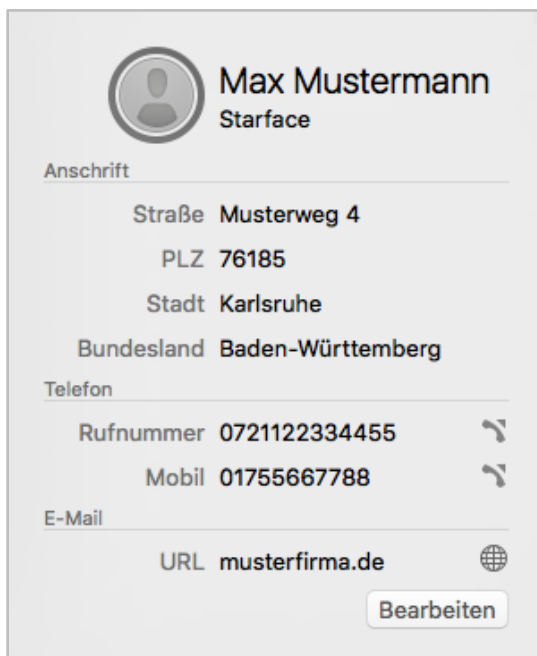 Max Mustermann
Starface
Anschrift
Straße Musterweg 4
PLZ 76185
Stadt Karlsruhe
Bundesland Baden-Württemberg
Telefon
Rufnummer 0721122334455
Mobil 01755667788
E-Mail
URL musterfirma.de
Bearbeiten